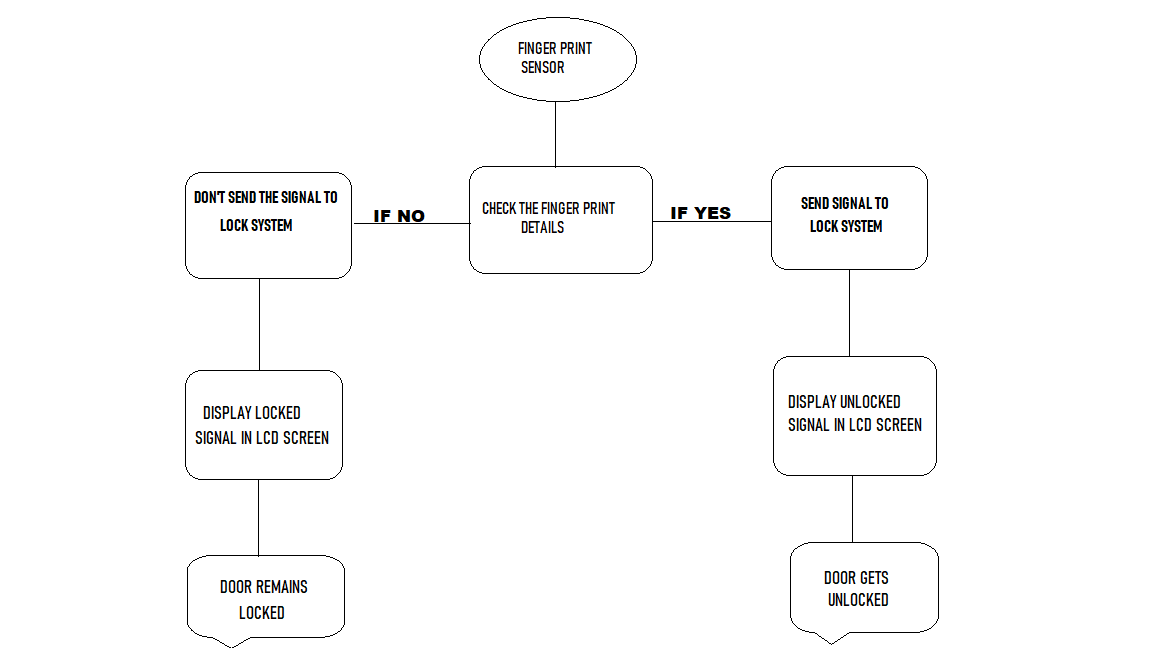 FINGER PRINT
SENSOR
DON'T SEND THE SIGNAL TO
LOCK SYSTEM
IF NO
CHECK THE FINGER PRINT
DETAILS
IF YES
SEND SIGNAL TO
LOCK SYSTEM
DISPLAY LOCKED
SIGNAL IN LCD SCREEN
DISPLAY UNLOCKED
SIGNAL IN LCD SCREEN
DOOR REMAINS
LOCKED
DOOR GETS
UNLOCKED